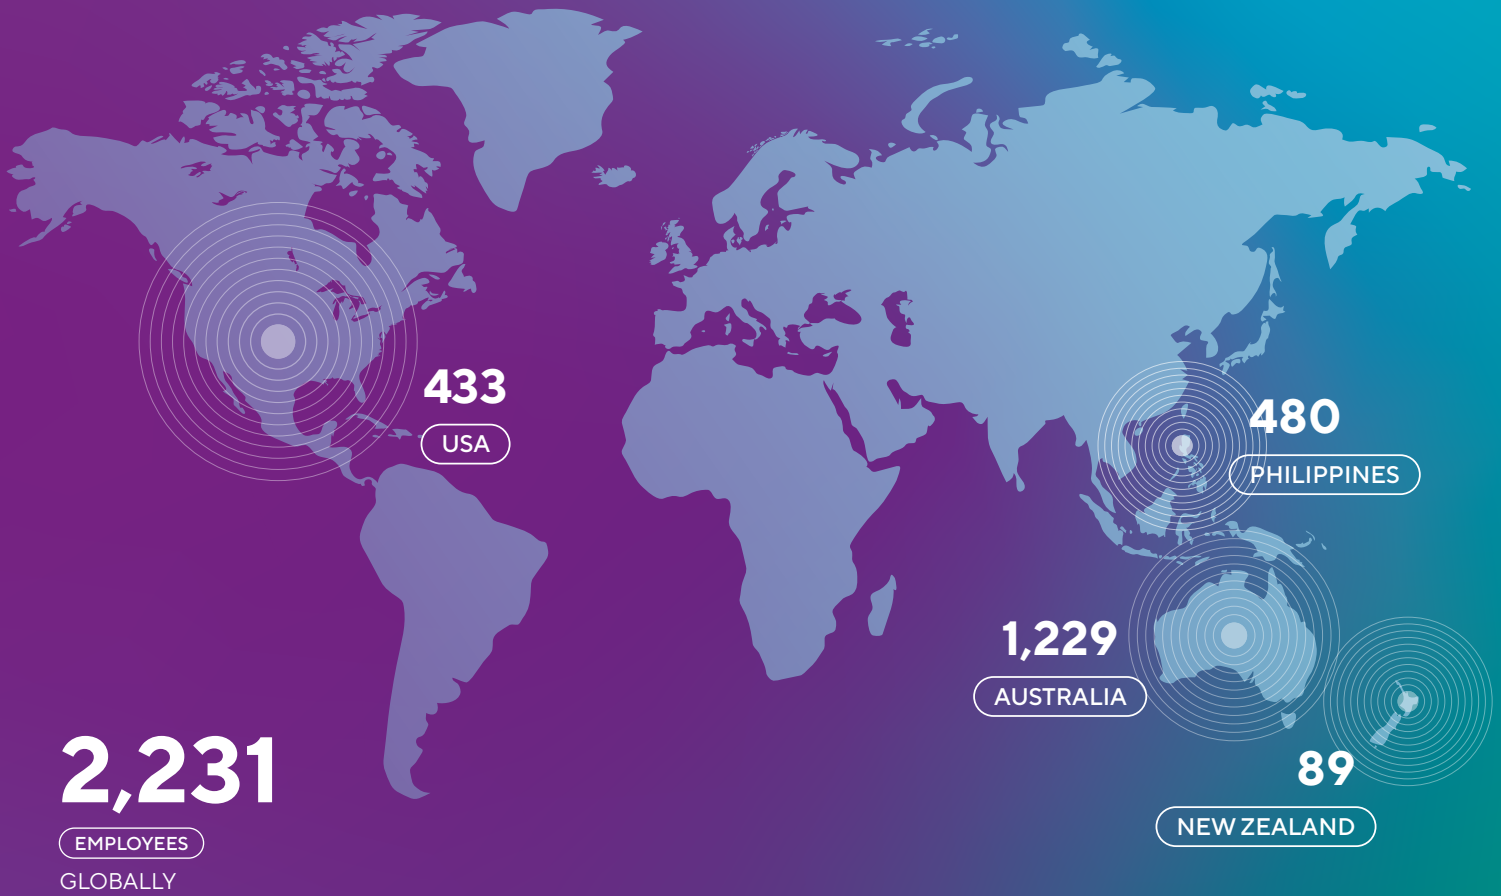 433
USA
480
PHILIPPINES
1,229
AUSTRALIA
89
NEW ZEALAND
2,231
EMPLOYEES
GLOBALLY